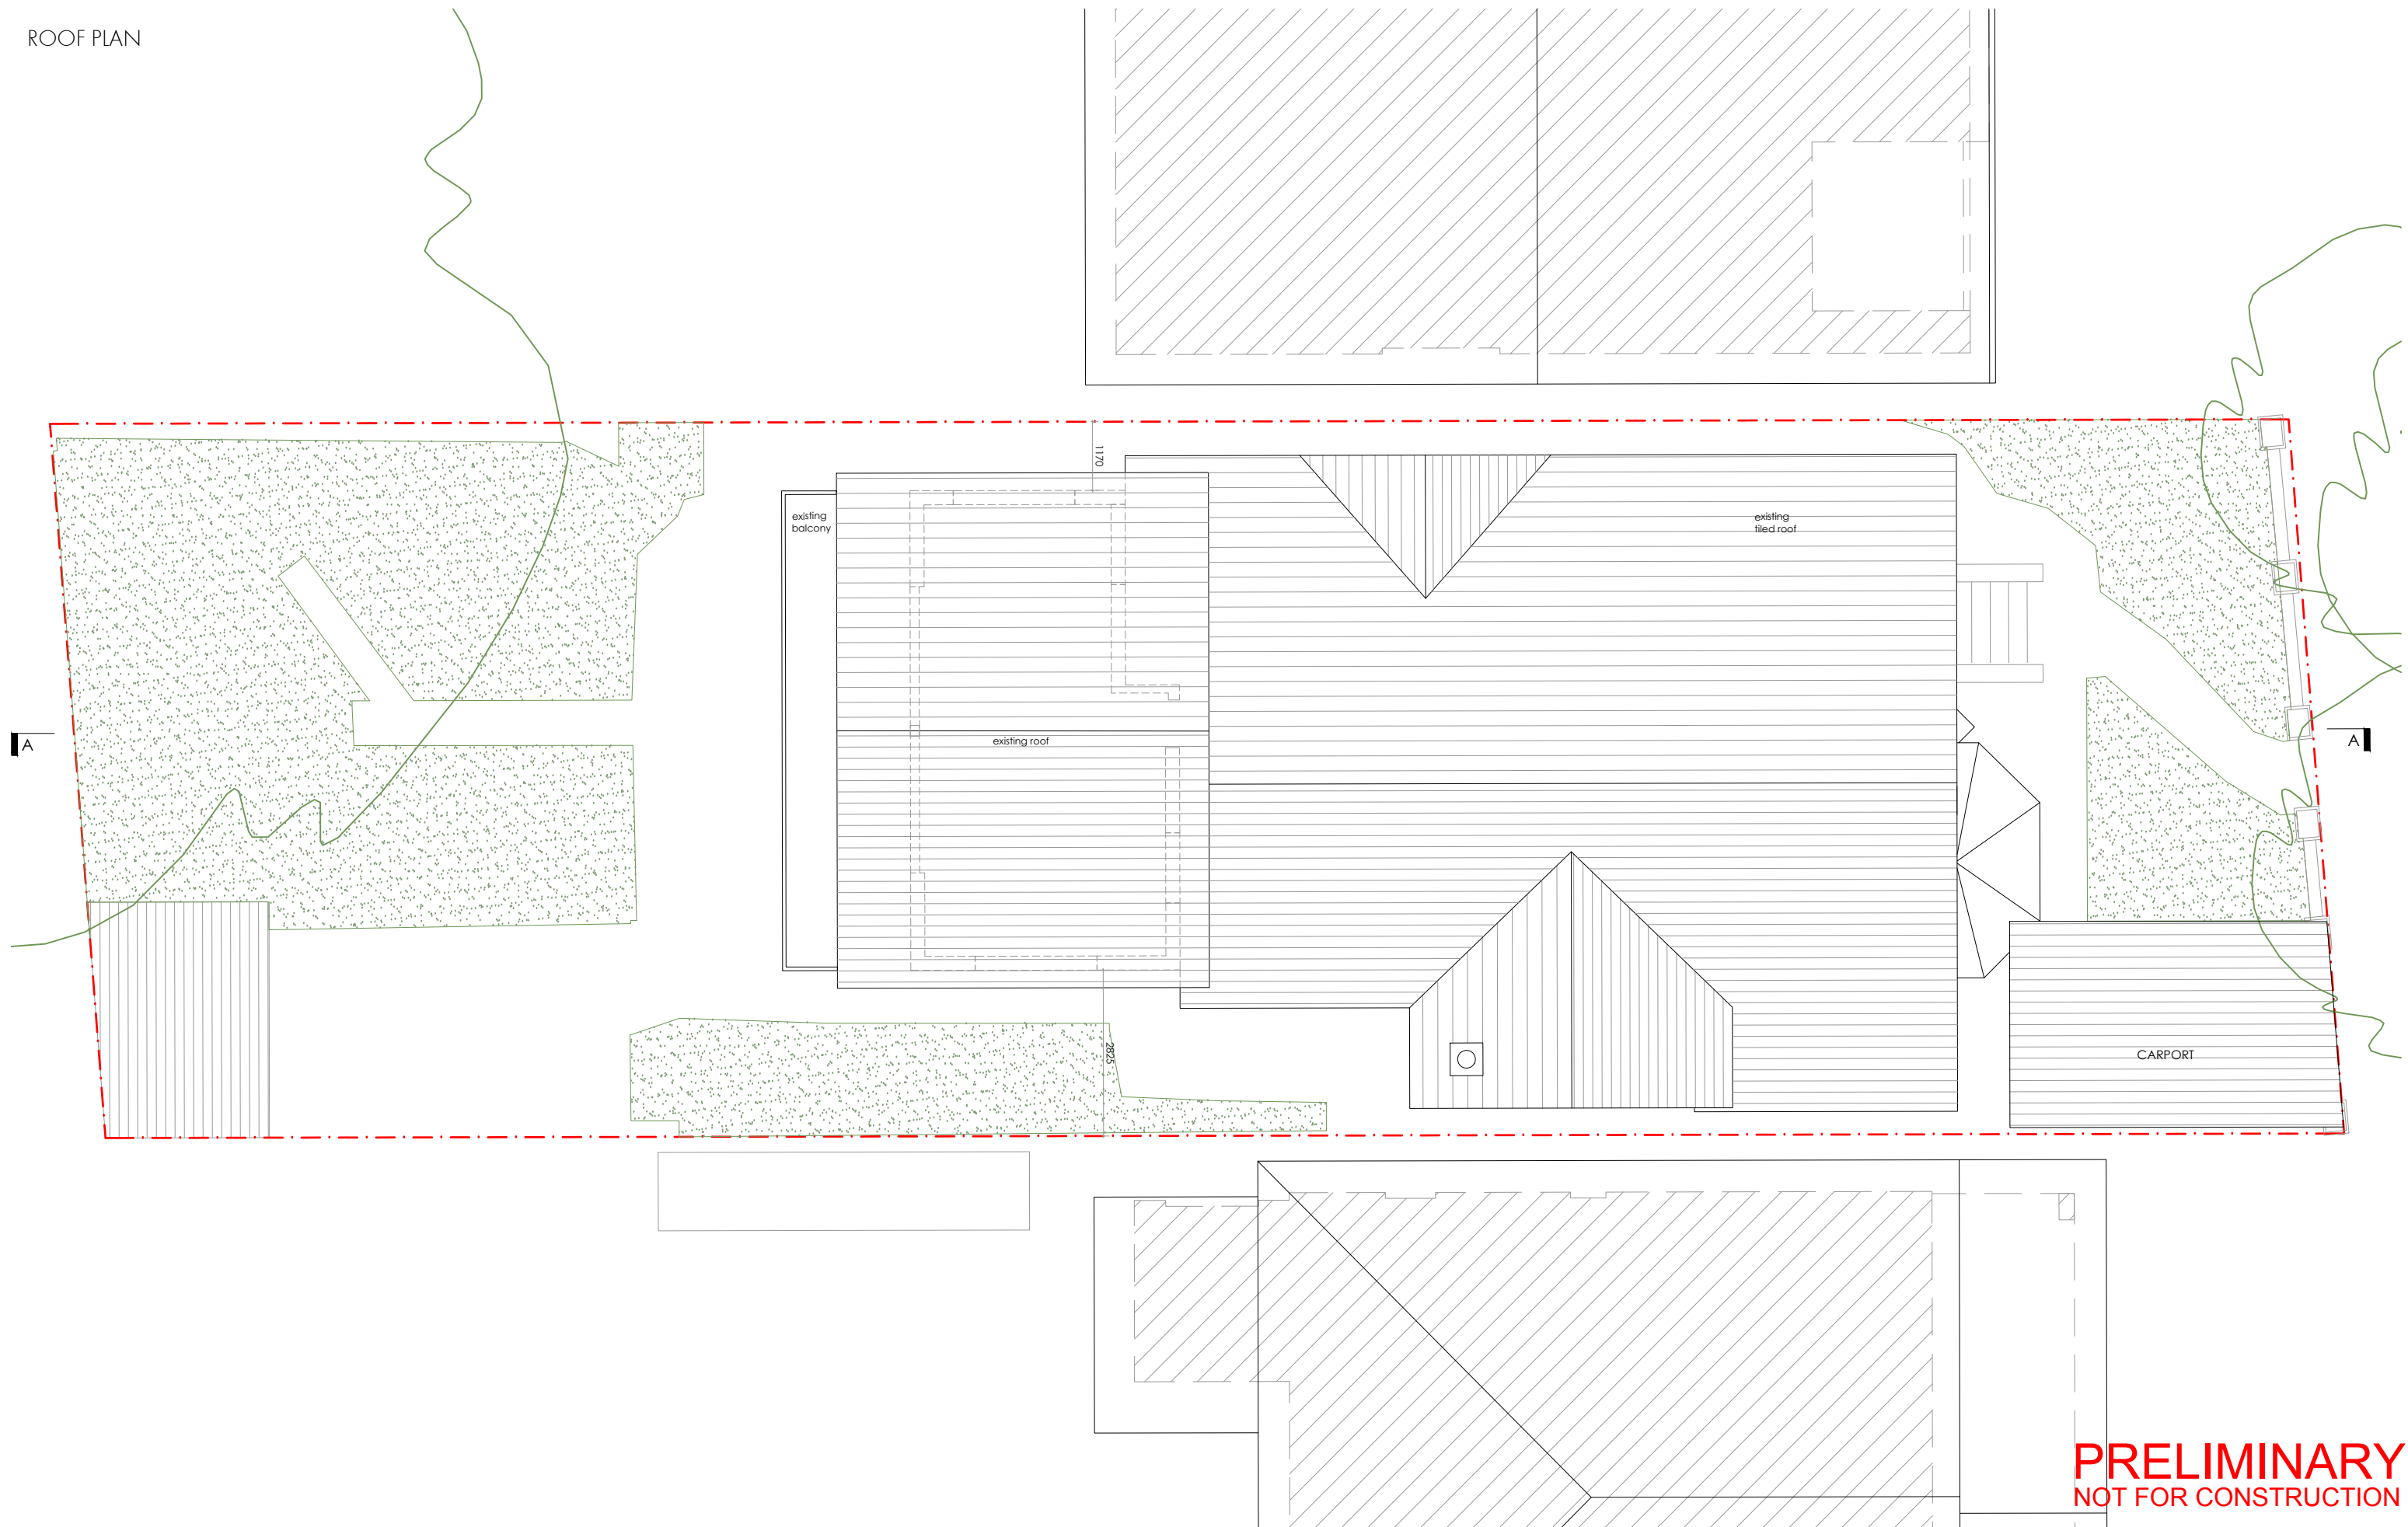 ROOF PLAN
1170
existing
balcony
existing
tiled roof
A
existing roof
A
2825
CARPORT
PRELIMINARY
NOT FOR CONSTRUCTION